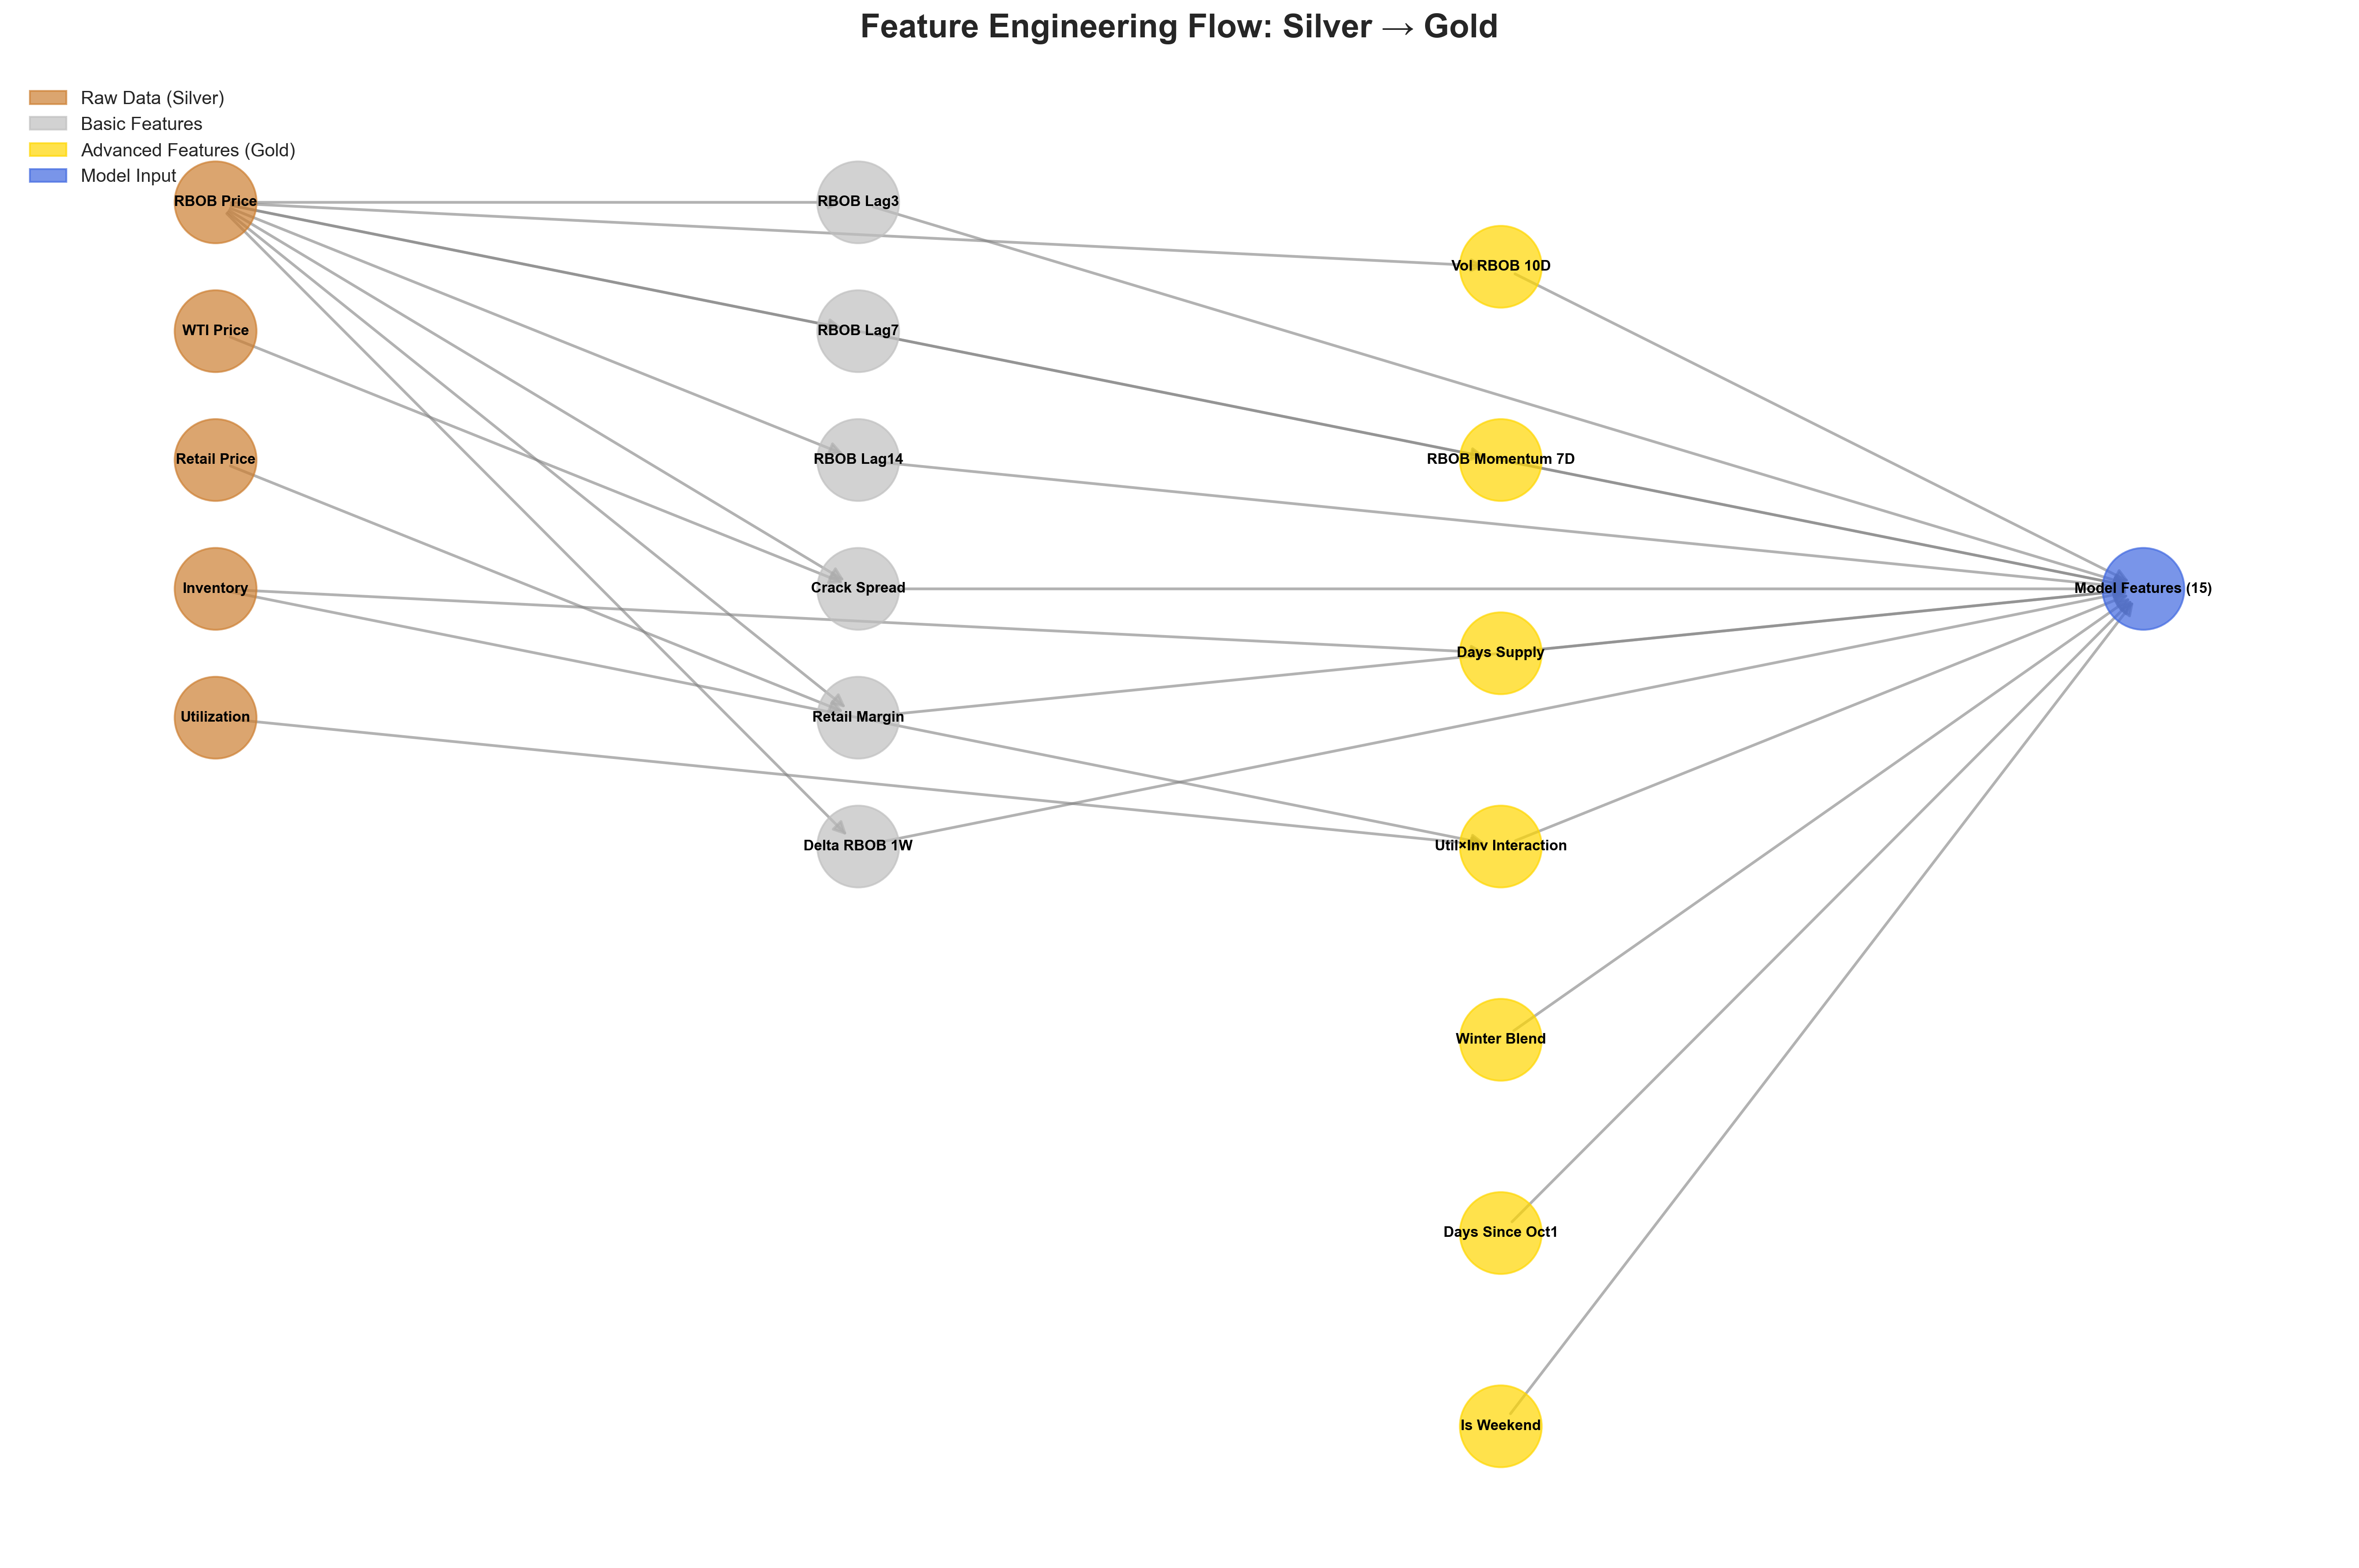 Feature Engineering Flow: Silver → Gold
Raw Data (Silver)
Basic Features
Advanced Features (Gold)
Model Input
RBOB Price
WTI Price
Retail Price
Inventory
Utilization
RBOB Lag3
RBOB Lag7
RBOB Lag14
Crack Spread
Retail Margin
Delta RBOB 1W
Vol RBOB 10D
RBOB Momentum 7D
Days Supply
Util×Inv Interaction
Winter Blend
Days Since Oct1
Is Weekend
Model Features (15)